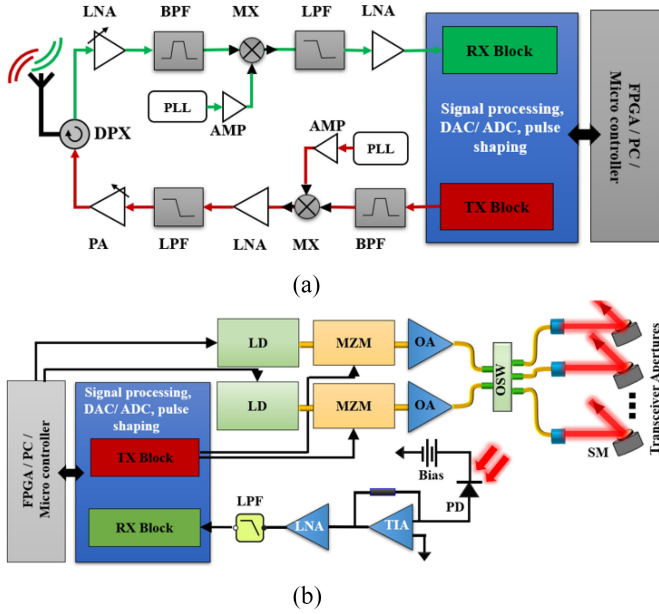 LNA
BPF
MX
LPF
LNA
RX Block
PLL
AMP
DPX
Signal processing,
DAC/ ADC, pulse
shaping
FPGA / PC /
Micro controller
AMP
PLL
TX Block
PA
LPF
LNA
MX
BPF
(a)
LD
MZM
OA
LD
MZM
OA
OSW
SM
Transceiver Apertures
FPGA / PC /
Micro controller
Signal processing,
DAC/ ADC, pulse
shaping
TX Block
RX Block
LPF
LNA
TIA
Bias
PD
(b)